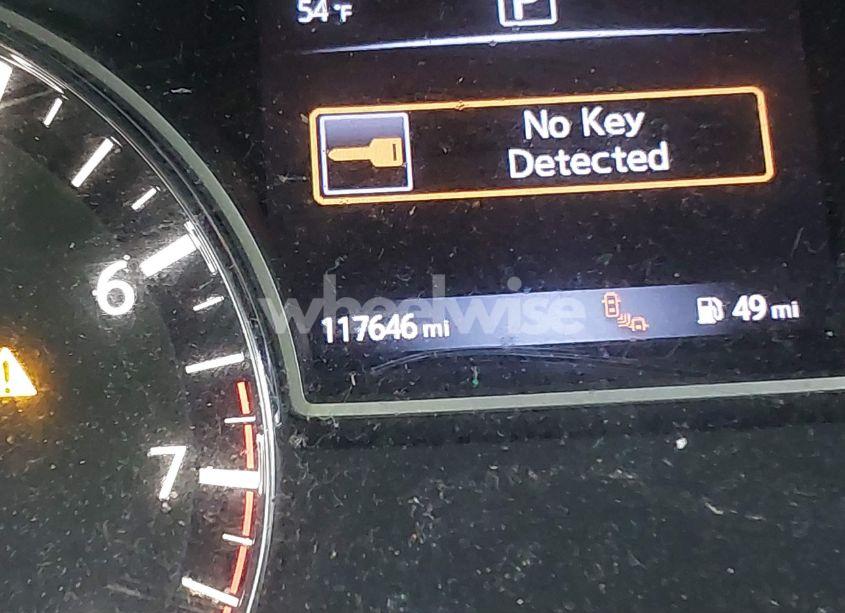 54 °F
P
No Key
Detected
6
117646 mi
49 mi
wheelwise
7
!